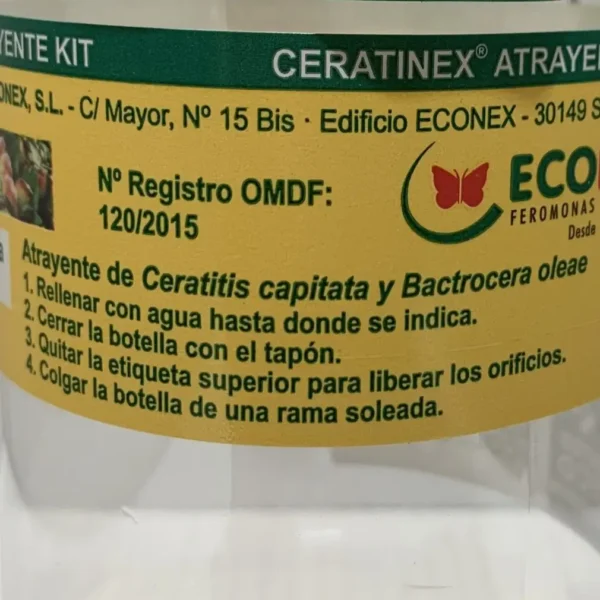 YENTE KIT
CERATINEX® ATRAYE
ONEX, S.L. - C/ Mayor, Nº 15 Bis · Edificio ECONEX - 30149 S
Nº Registro OMDF:
120/2015
ECO
FEROMONAS
Desde
Atrayente de Ceratitis capitata y Bactrocera oleae
1. Rellenar con agua hasta donde se indica.
2. Cerrar la botella con el tapón.
3. Quitar la etiqueta superior para liberar los orificios.
4. Colgar la botella de una rama soleada.